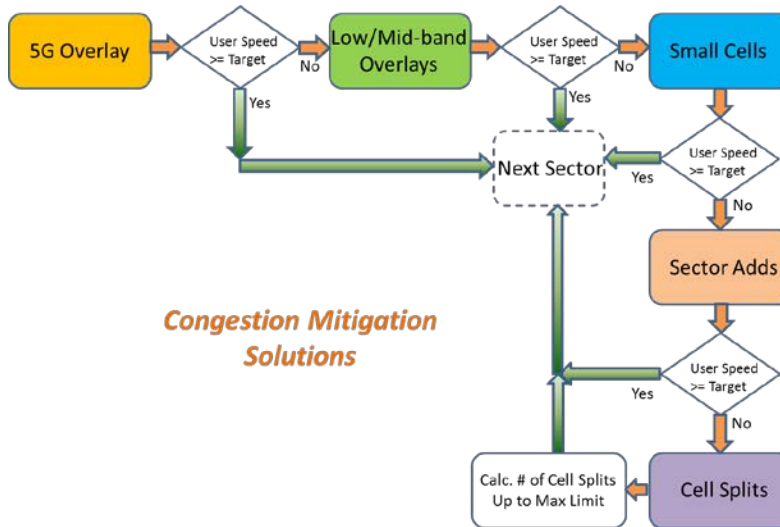 5G Overlay
User Speed
>= Target
No
Yes
Low/Mid-band
Overlays
User Speed
>= Target
No
Yes
Small Cells
User Speed
>= Target
Yes
No
Next Sector
Sector Adds
Congestion Mitigation
Solutions
User Speed
>= Target
Yes
No
Calc. # of Cell Splits
Up to Max Limit
Cell Splits